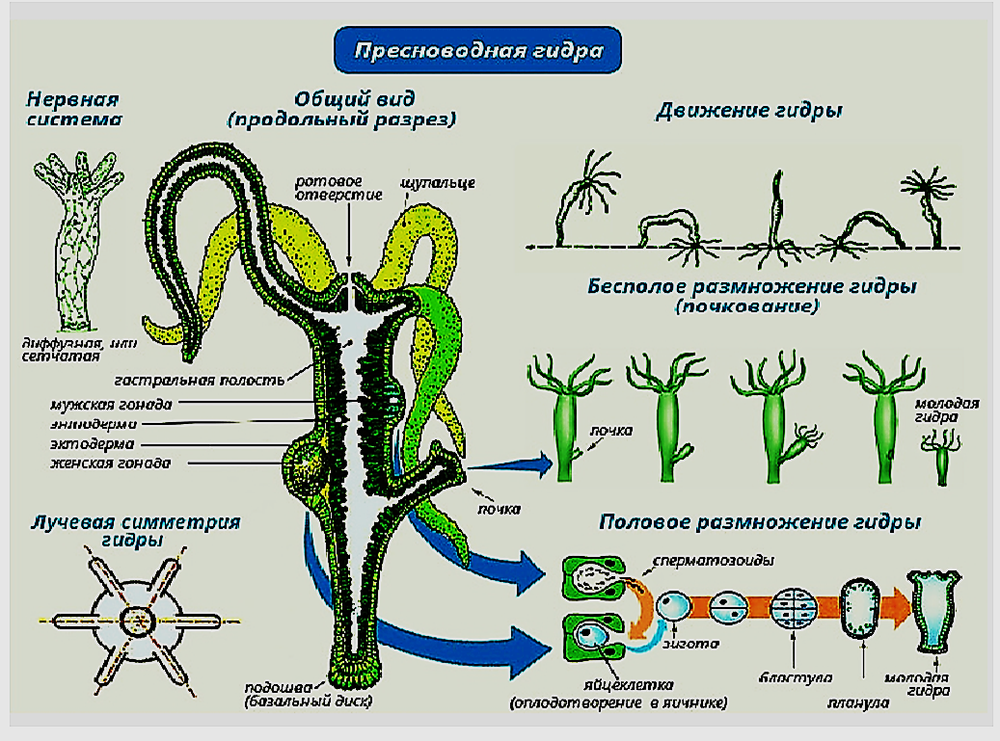 Пресноводная гидра
Нервная
система
Общий вид
(продольный разрез)
Движение гидры
ротовое
отверстие
щупальце
диффузная, или
сетчатая
гастральная полость
мужская гонада
энтодерма
эктодерма
женская гонада
почка
подошва
(базальный диск)
Лучевая симметрия
гидры
Бесполое размножение гидры
(почкование)
почка
молодая
гидра
Половое размножение гидры
сперматозоиды
зигота
яйцеклетка
(оплодотворение в яичнике)
бластула
планула
молодая
гидра